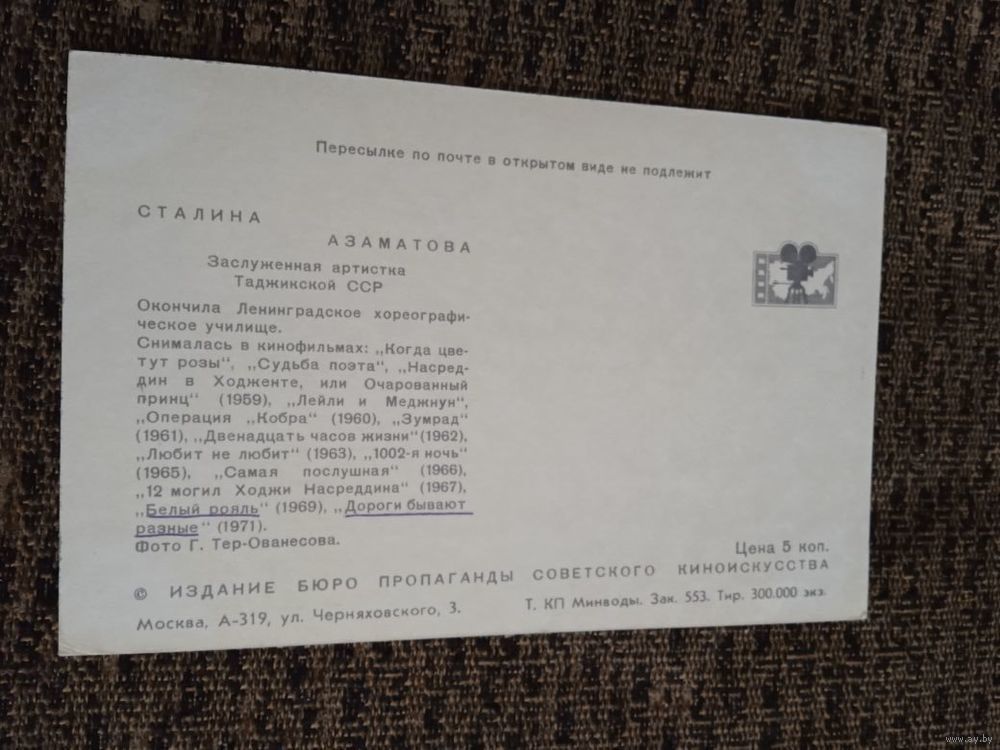 Пересылке по почте в открытом виде не подлежит
СТАЛИНА
АЗАМАТОВА
Заслуженная артистка
Таджикской ССР
Окончила Ленинградское хореографи-
ческое училище.
Снималась в кинофильмах: „Когда цве-
тут розы“, „Судьба поэта“, „Насред-
дин в Ходженте, или Очарованный
принц“ (1959), „Лейли и Меджнун“,
„Операция „Кобра“ (1960), „Зумрад“
(1961), „Двенадцать часов жизни“(1962),
„Любит не любит“ (1963), „1002-я ночь“
(1965), „Самая послушная“ (1966),
„12 могил Ходжи Насреддина“ (1967),
„Белый рояль“ (1969), „Дороги бывают
разные“ (1971).
Фото Г. Тер-Ованесова.
Цена 5 коп.
© ИЗДАНИЕ БЮРО ПРОПАГАНДЫ СОВЕТСКОГО КИНОИСКУССТВА
Москва, А-319, ул. Черняховского, 3. Т. КП Минводы. Зак. 553. Тир. 300.000 экз.
www.ay.by